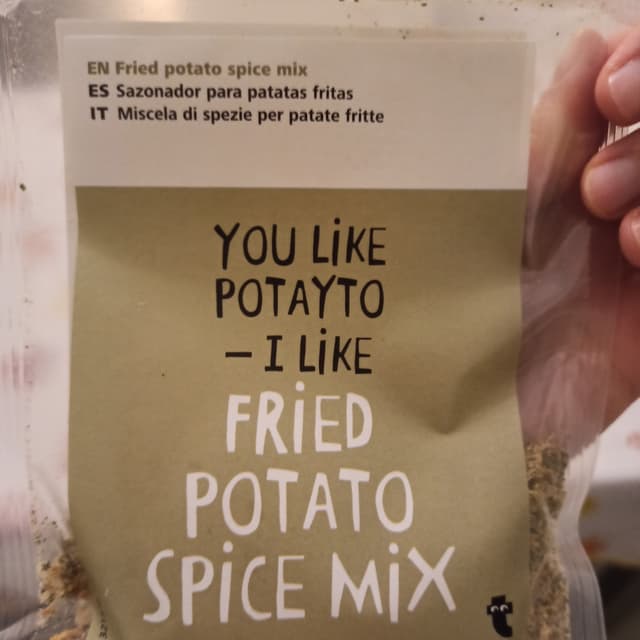 EN Fried potato spice mix
ES Sazonador para patatas fritas
IT Miscela di spezie per patate fritte
YOU LiKE
POTAYTO
– I LiKE
FRiED
POTATO
SPiCE MiX